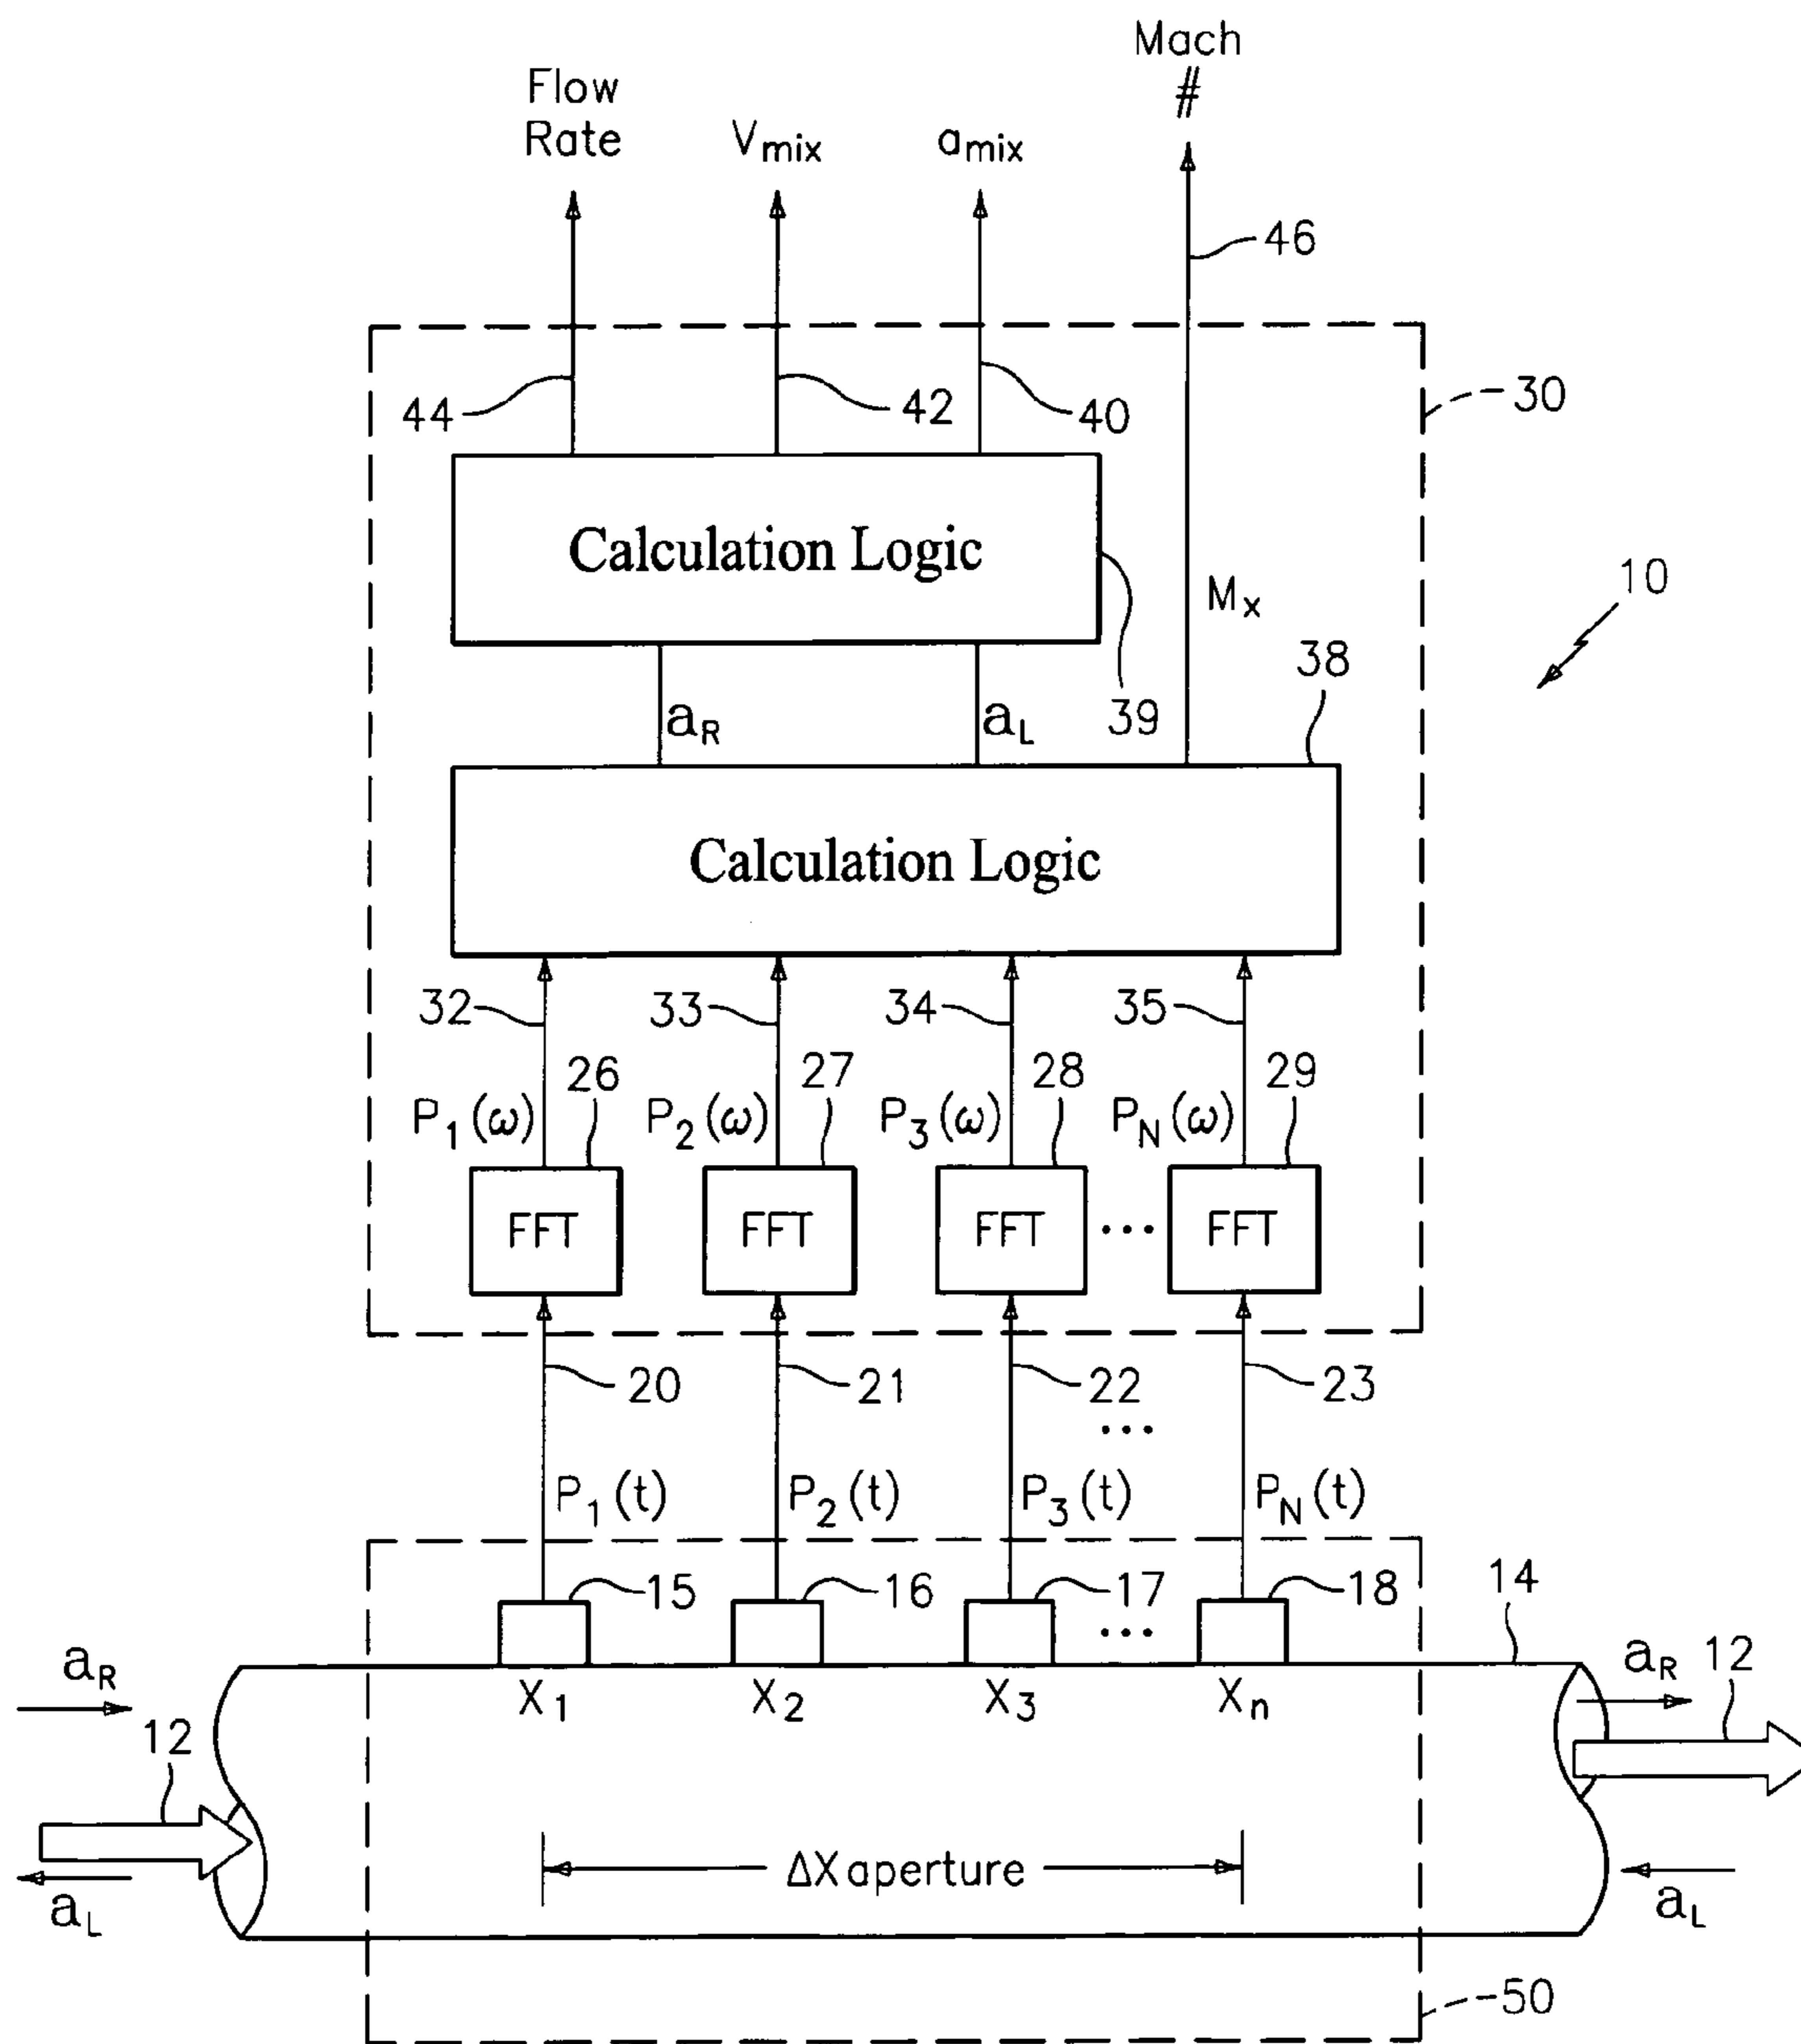 Mach
#
Flow
Rate
Vmix
amix
46
44
42
40
30
Calculation Logic
39
Mx
10
38
aR
aL
Calculation Logic
32
33
34
35
26
27
28
29
P1(ω)
P2(ω)
P3(ω)
PN(ω)
FFT
FFT
FFT
...
FFT
20
21
22
23
...
P1(t)
P2(t)
P3(t)
PN(t)
15
16
17
...
18
14
aR
X1
X2
X3
Xn
aR
12
12
ΔX aperture
aL
aL
50